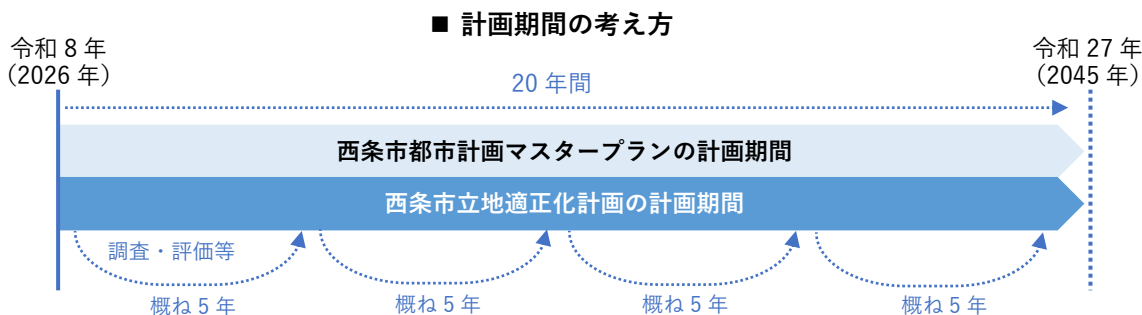 ■ 計画期間の考え方
令和 8 年
(2026 年)
令和 27 年
(2045 年)
20 年間
西条市都市計画マスタープランの計画期間
西条市立地適正化計画の計画期間
調査・評価等
概ね 5 年
概ね 5 年
概ね 5 年
概ね 5 年